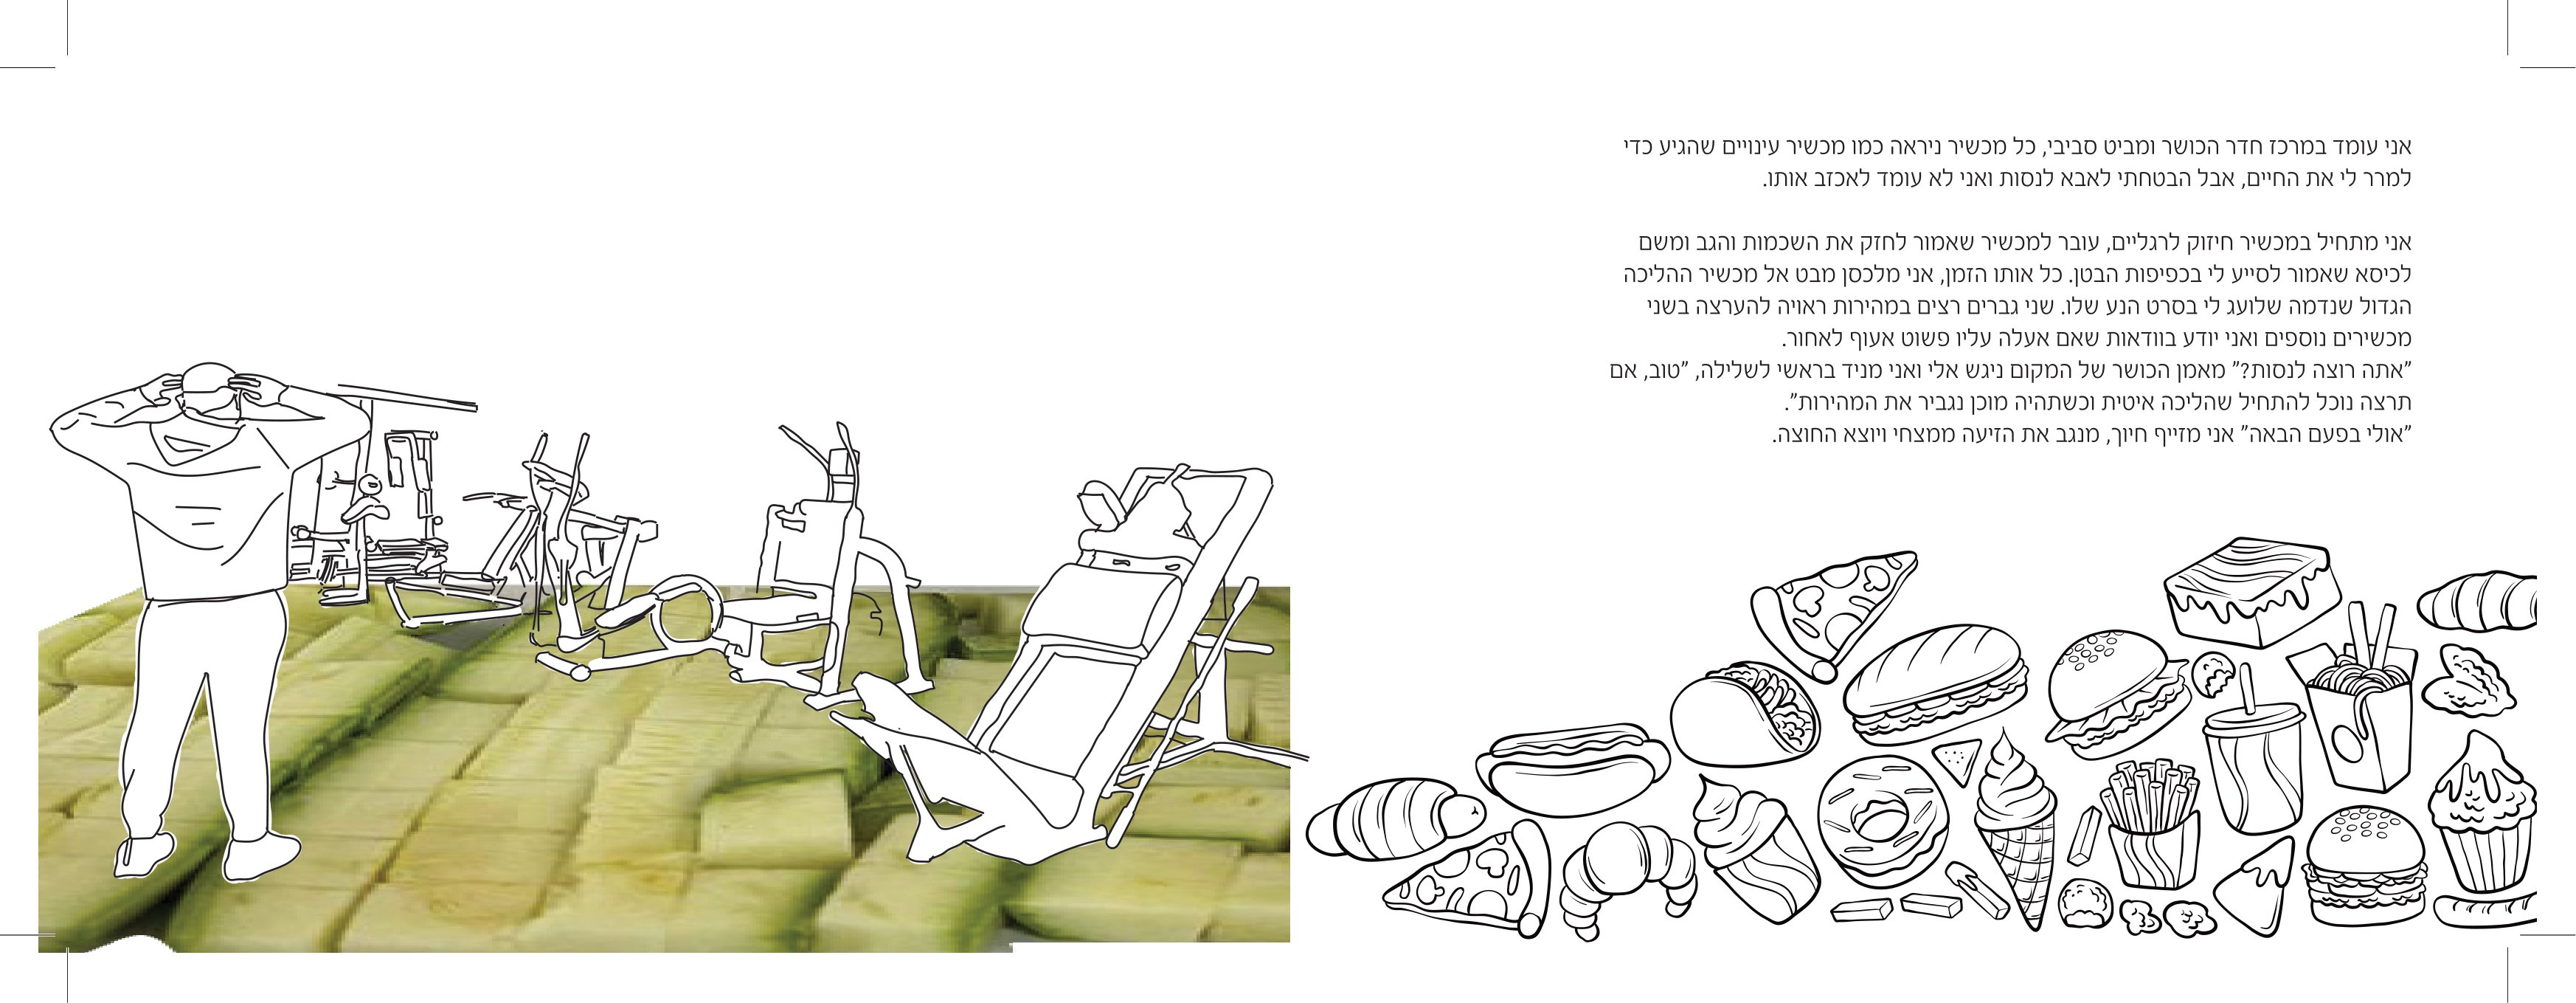 אני עומד במרכז חדר הכושר ומביט סביבי, כל מכשיר ניראה כמו מכשיר עינויים שהגיע כדי
למרר לי את החיים, אבל הבטחתי לאבא לנסות ואני לא עומד לאכזב אותו.
אני מתחיל במכשיר חיזוק לרגליים, עובר למכשיר שאמור לחזק את השכמות והגב ומשם
לכיסא שאמור לסייע לי בכפיפות הבטן. כל אותו הזמן, אני מלכסן מבט אל מכשיר ההליכה
הגדול שנדמה שלועג לי בסרט הנע שלו. שני גברים רצים במהירות ראויה להערצה בשני
מכשירים נוספים ואני יודע בוודאות שאם אעלה עליו פשוט אעוף לאחור.
"אתה רוצה לנסות?" מאמן הכושר של המקום ניגש אלי ואני מניד בראשי לשלילה, "טוב, אם
תרצה נוכל להתחיל שהליכה איטית וכשתהיה מוכן נגביר את המהירות".
"אולי בפעם הבאה" אני מזייף חיוך, מנגב את הזיעה ממצחי ויוצא החוצה.